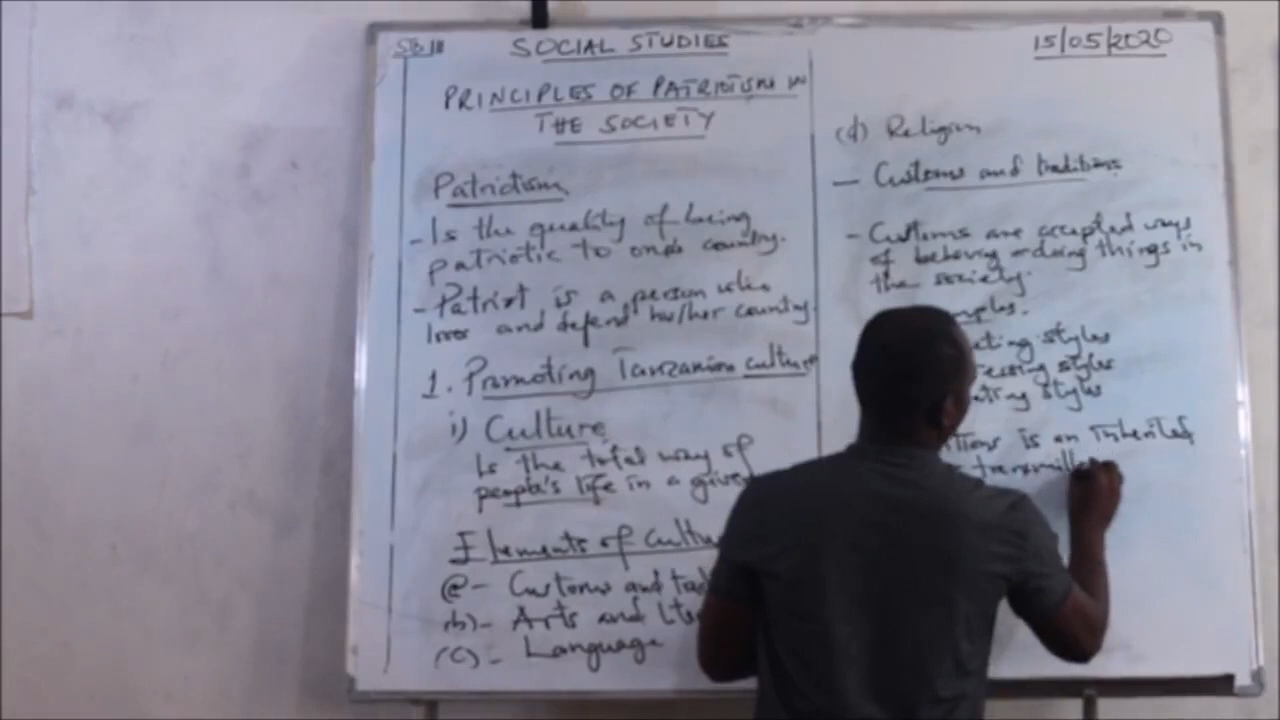 STD III
SOCIAL STUDIES
15/05/2020
PRINCIPLES OF PATRIOTISM IN
THE SOCIETY
Patriotism
- Is the quality of being
patriotic to one's country.
- Patriot is a person who
loves and defend his/her country.
1. Promoting Tanzanian culture
i) Culture
Is the total way of
people's life in a given
Elements of
@- Customs and
(b)- Arts and
(c)- Language
(d) Religion
- Customs and traditions
- Customs are accepted ways
of behaving or doing things in
the society.
styles
styles
styles
is an inherited